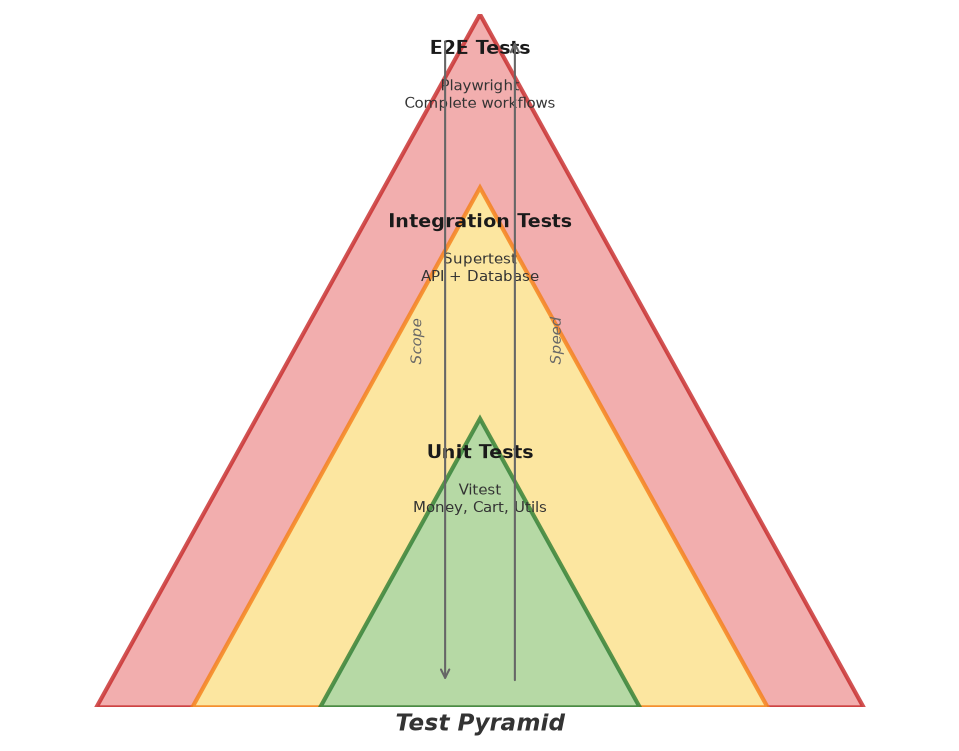 E2E Tests
Playwright
Complete workflows
Integration Tests
Supertest
API + Database
Scope
Speed
Unit Tests
Vitest
Money, Cart, Utils
Test Pyramid